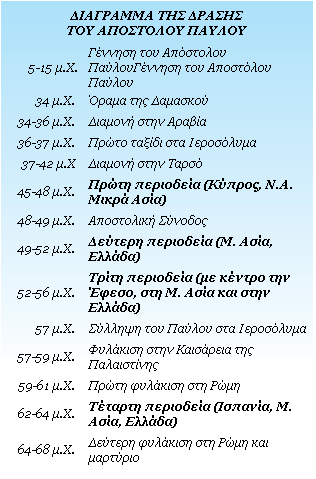 ΔΙΑΓΡΑΜΜΑ ΤΗΣ ΔΡΑΣΗΣ
ΤΟΥ ΑΠΟΣΤΟΛΟΥ ΠΑΥΛΟΥ
Γέννηση του Απόστολου
5-15 μ.Χ. ΠαύλουΓέννηση του Αποστόλου
Παύλου
34 μ.Χ. Όραμα της Δαμασκού
34-36 μ.Χ. Διαμονή στην Αραβία
36-37 μ.Χ. Πρώτο ταξίδι στα Ιεροσόλυμα
37-42 μ.Χ Διαμονή στην Ταρσό
45-48 μ.Χ. Πρώτη περιοδεία (Κύπρος, Ν.Α.
Μικρά Ασία)
48-49 μ.Χ. Αποστολική Σύνοδος
49-52 μ.Χ. Δεύτερη περιοδεία (Μ. Ασία,
Ελλάδα)
Τρίτη περιοδεία (με κέντρο την
52-56 μ.Χ. Έφεσο, στη Μ. Ασία και στην
Ελλάδα)
57 μ.Χ. Σύλληψη του Παύλου στα Ιεροσόλυμα
57-59 μ.Χ. Φυλάκιση στην Καισάρεια της
Παλαιστίνης
59-61 μ.Χ. Πρώτη φυλάκιση στη Ρώμη
62-64 μ.Χ. Τέταρτη περιοδεία (Ισπανία, Μ.
Ασία, Ελλάδα)
64-68 μ.Χ. Δεύτερη φυλάκιση στη Ρώμη και
μαρτύριο